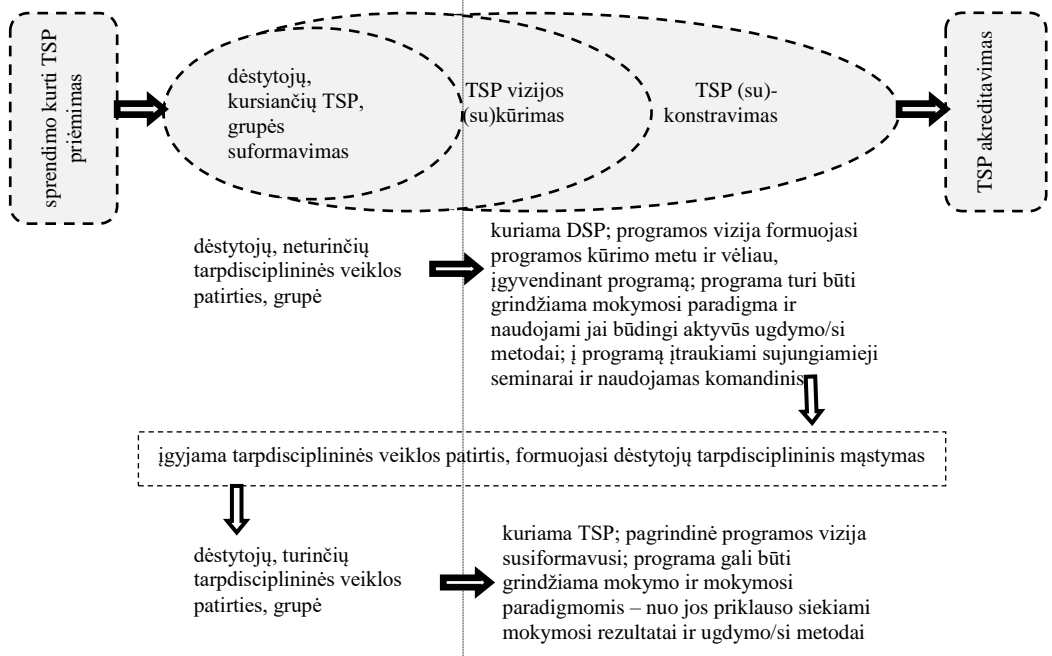 sprendimo kurti TSP
priėmimas
dėstytojų,
kursiančių TSP,
grupės
suformavimas
TSP vizijos
(su)kūrimas
TSP (su)-
konstravimas
TSP akreditavimas
dėstytojų, neturinčių
tarpdisciplininės veiklos
patirties, grupė
kuriama DSP; programos vizija formuojasi
programos kūrimo metu ir vėliau,
įgyvendinant programą; programa turi būti
grindžiama mokymosi paradigma ir
naudojami jai būdingi aktyvūs ugdymo/si
metodai; į programą įtraukiami sujungiamieji
seminarai ir naudojamas komandinis
įgyjama tarpdisciplininės veiklos patirtis, formuojasi dėstytojų tarpdisciplininis mąstymas
dėstytojų, turinčių
tarpdisciplininės veiklos
patirties, grupė
kuriama TSP; pagrindinė programos vizija
susiformavusi; programa gali būti
grindžiama mokymo ir mokymosi
paradigmomis – nuo jos priklauso siekiami
mokymosi rezultatai ir ugdymo/si metodai